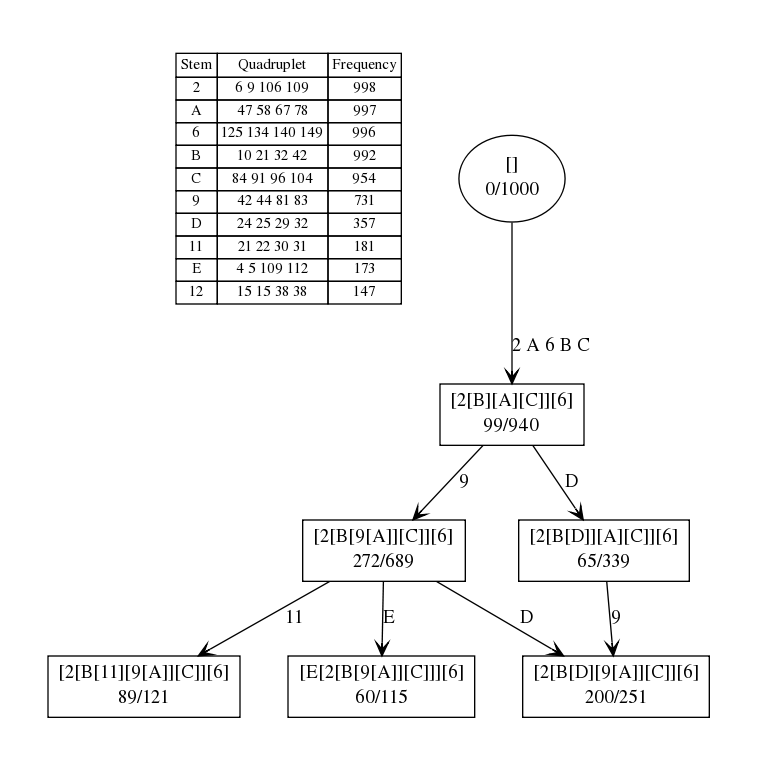 Stem Quadruplet Frequency
2 6 9 106 109 998
A 47 58 67 78 997
6 125 134 140 149 996
B 10 21 32 42 992
C 84 91 96 104 954
9 42 44 81 83 731
D 24 25 29 32 357
11 21 22 30 31 181
E 4 5 109 112 173
12 15 15 38 38 147
[]
0/1000
2 A 6 B C
[2[B][A][C]][6]
99/940
9
D
[2[B[9[A]][C]][6]
272/689
[2[B[D]][A][C]][6]
65/339
11
E
D
9
[2[B[11][9[A]][C]][6]
89/121
[E[2[B[9[A]][C]]][6]
60/115
[2[B[D][9[A]][C]][6]
200/251